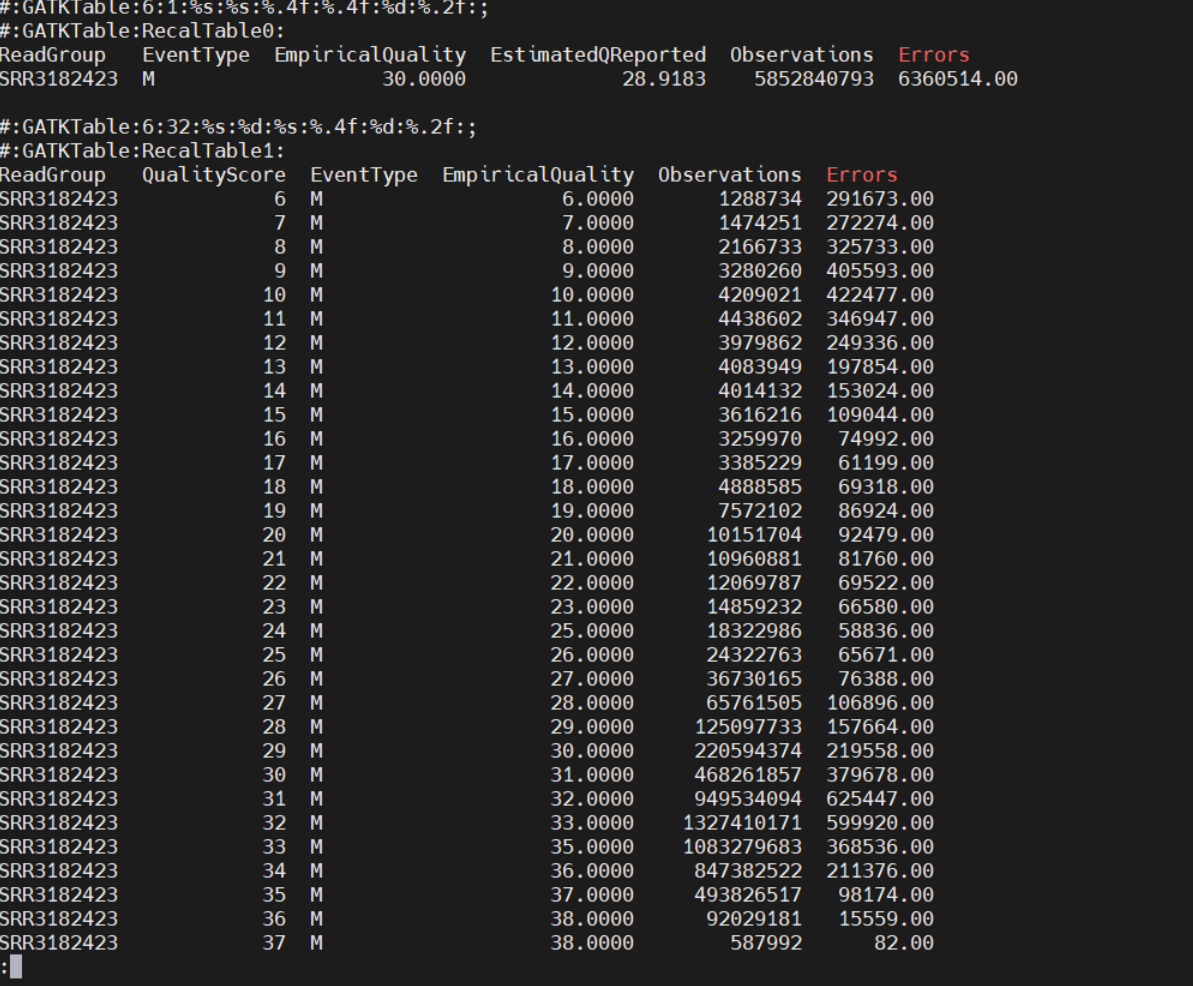 #:GATKTable:6:1:%s:%s:%.4f:%.4f:%d:%.2f:;
#:GATKTable:RecalTable0:
ReadGroup   EventType  EmpiricalQuality  EstimatedQReported  Observations  Errors
SRR3182423  M                   30.0000             28.9183    5852840793  6360514.00

#:GATKTable:6:32:%s:%d:%s:%.4f:%d:%.2f:;
#:GATKTable:RecalTable1:
ReadGroup   QualityScore  EventType  EmpiricalQuality  Observations  Errors
SRR3182423             6  M                    6.0000       1288734  291673.00
SRR3182423             7  M                    7.0000       1474251  272274.00
SRR3182423             8  M                    8.0000       2166733  325733.00
SRR3182423             9  M                    9.0000       3280260  405593.00
SRR3182423            10  M                   10.0000       4209021  422477.00
SRR3182423            11  M                   11.0000       4438602  346947.00
SRR3182423            12  M                   12.0000       3979862  249336.00
SRR3182423            13  M                   13.0000       4083949  197854.00
SRR3182423            14  M                   14.0000       4014132  153024.00
SRR3182423            15  M                   15.0000       3616216  109044.00
SRR3182423            16  M                   16.0000       3259970   74992.00
SRR3182423            17  M                   17.0000       3385229   61199.00
SRR3182423            18  M                   18.0000       4888585   69318.00
SRR3182423            19  M                   19.0000       7572102   86924.00
SRR3182423            20  M                   20.0000      10151704   92479.00
SRR3182423            21  M                   21.0000      10960881   81760.00
SRR3182423            22  M                   22.0000      12069787   69522.00
SRR3182423            23  M                   23.0000      14859232   66580.00
SRR3182423            24  M                   25.0000      18322986   58836.00
SRR3182423            25  M                   26.0000      24322763   65671.00
SRR3182423            26  M                   27.0000      36730165   76388.00
SRR3182423            27  M                   28.0000      65761505  106896.00
SRR3182423            28  M                   29.0000     125097733  157664.00
SRR3182423            29  M                   30.0000     220594374  219558.00
SRR3182423            30  M                   31.0000     468261857  379678.00
SRR3182423            31  M                   32.0000     949534094  625447.00
SRR3182423            32  M                   33.0000    1327410171  599920.00
SRR3182423            33  M                   35.0000    1083279683  368536.00
SRR3182423            34  M                   36.0000     847382522  211376.00
SRR3182423            35  M                   37.0000     493826517   98174.00
SRR3182423            36  M                   38.0000      92029181   15559.00
SRR3182423            37  M                   38.0000        587992      82.00
: